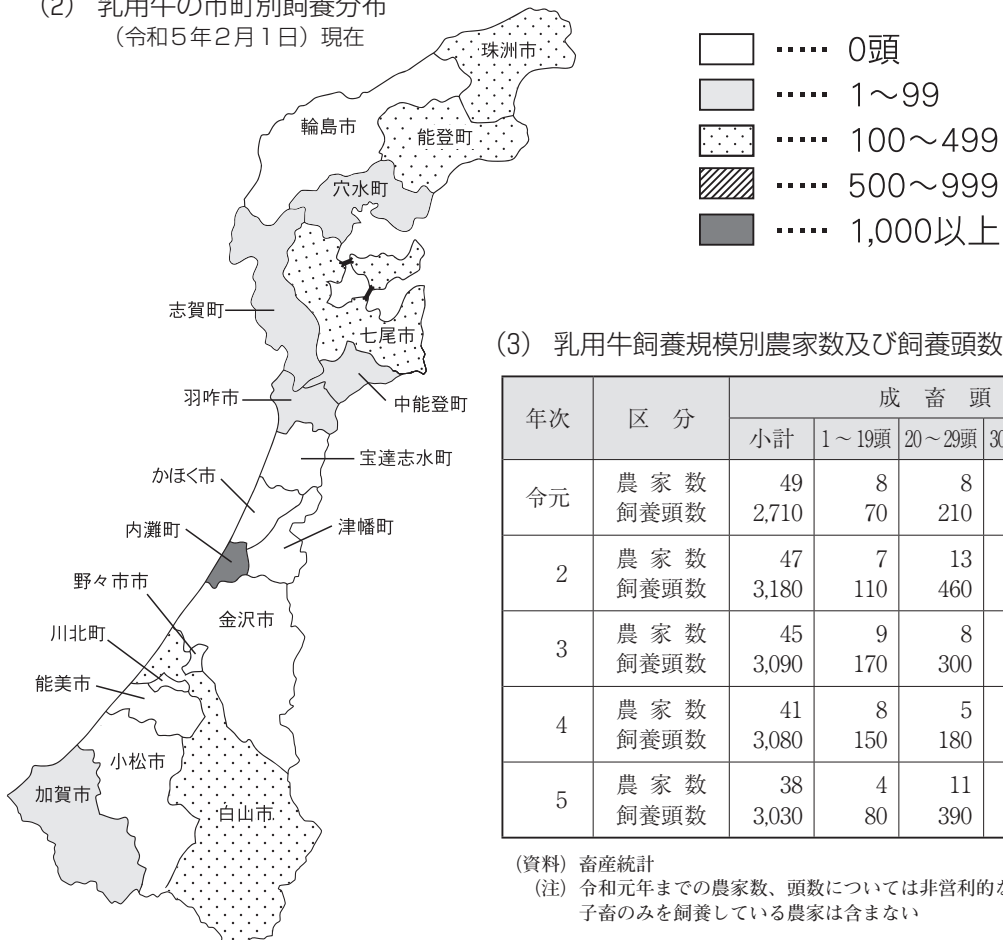 (2) 乳用牛の市町別飼養分布
(令和5年2月1日)現在
····· 0頭
····· 1～99
····· 100～499
····· 500～999
····· 1,000以上
珠洲市
輪島市
能登町
穴水町
志賀町
七尾市
羽咋市
中能登町
宝達志水町
かほく市
内灘町
津幡町
野々市市
金沢市
川北町
能美市
小松市
加賀市
白山市
(3) 乳用牛飼養規模別農家数及び飼養頭数
年次 区分 成畜頭
小計 1～19頭 20～29頭 30
令元 農家数 49 8 8
飼養頭数 2,710 70 210
2 農家数 47 7 13
飼養頭数 3,180 110 460
3 農家数 45 9 8
飼養頭数 3,090 170 300
4 農家数 41 8 5
飼養頭数 3,080 150 180
5 農家数 38 4 11
飼養頭数 3,030 80 390
(資料) 畜産統計
(注) 令和元年までの農家数、頭数については非営利的な
子畜のみを飼養している農家は含まない